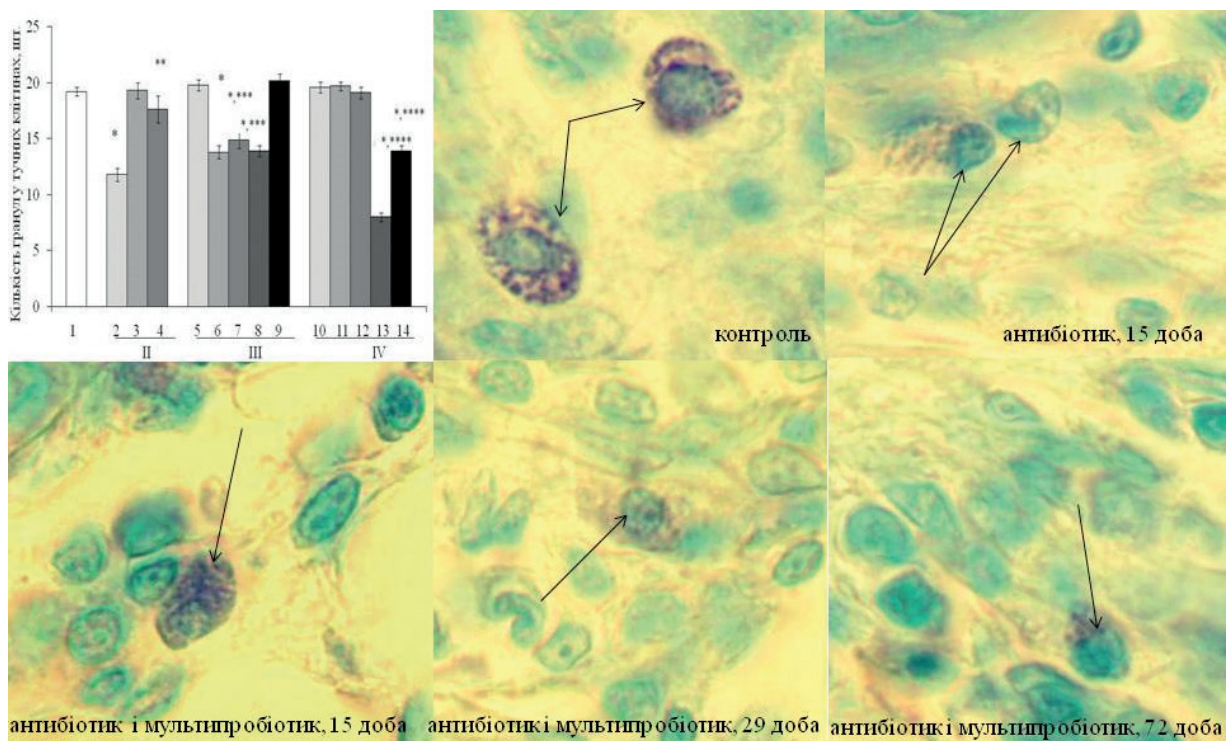 Кількість гранул у тучних клітинах, шт.
25
20
15
10
5
0
*
**
*
*,***
*,***
*,****
*,****
1 2 3 4 5 6 7 8 9 10 11 12 13 14
II III IV
контроль
антибіотик, 15 доба
антибіотик і мультипробіотик, 15 доба
антибіотик і мультипробіотик, 29 доба
антибіотик і мультипробіотик, 72 доба